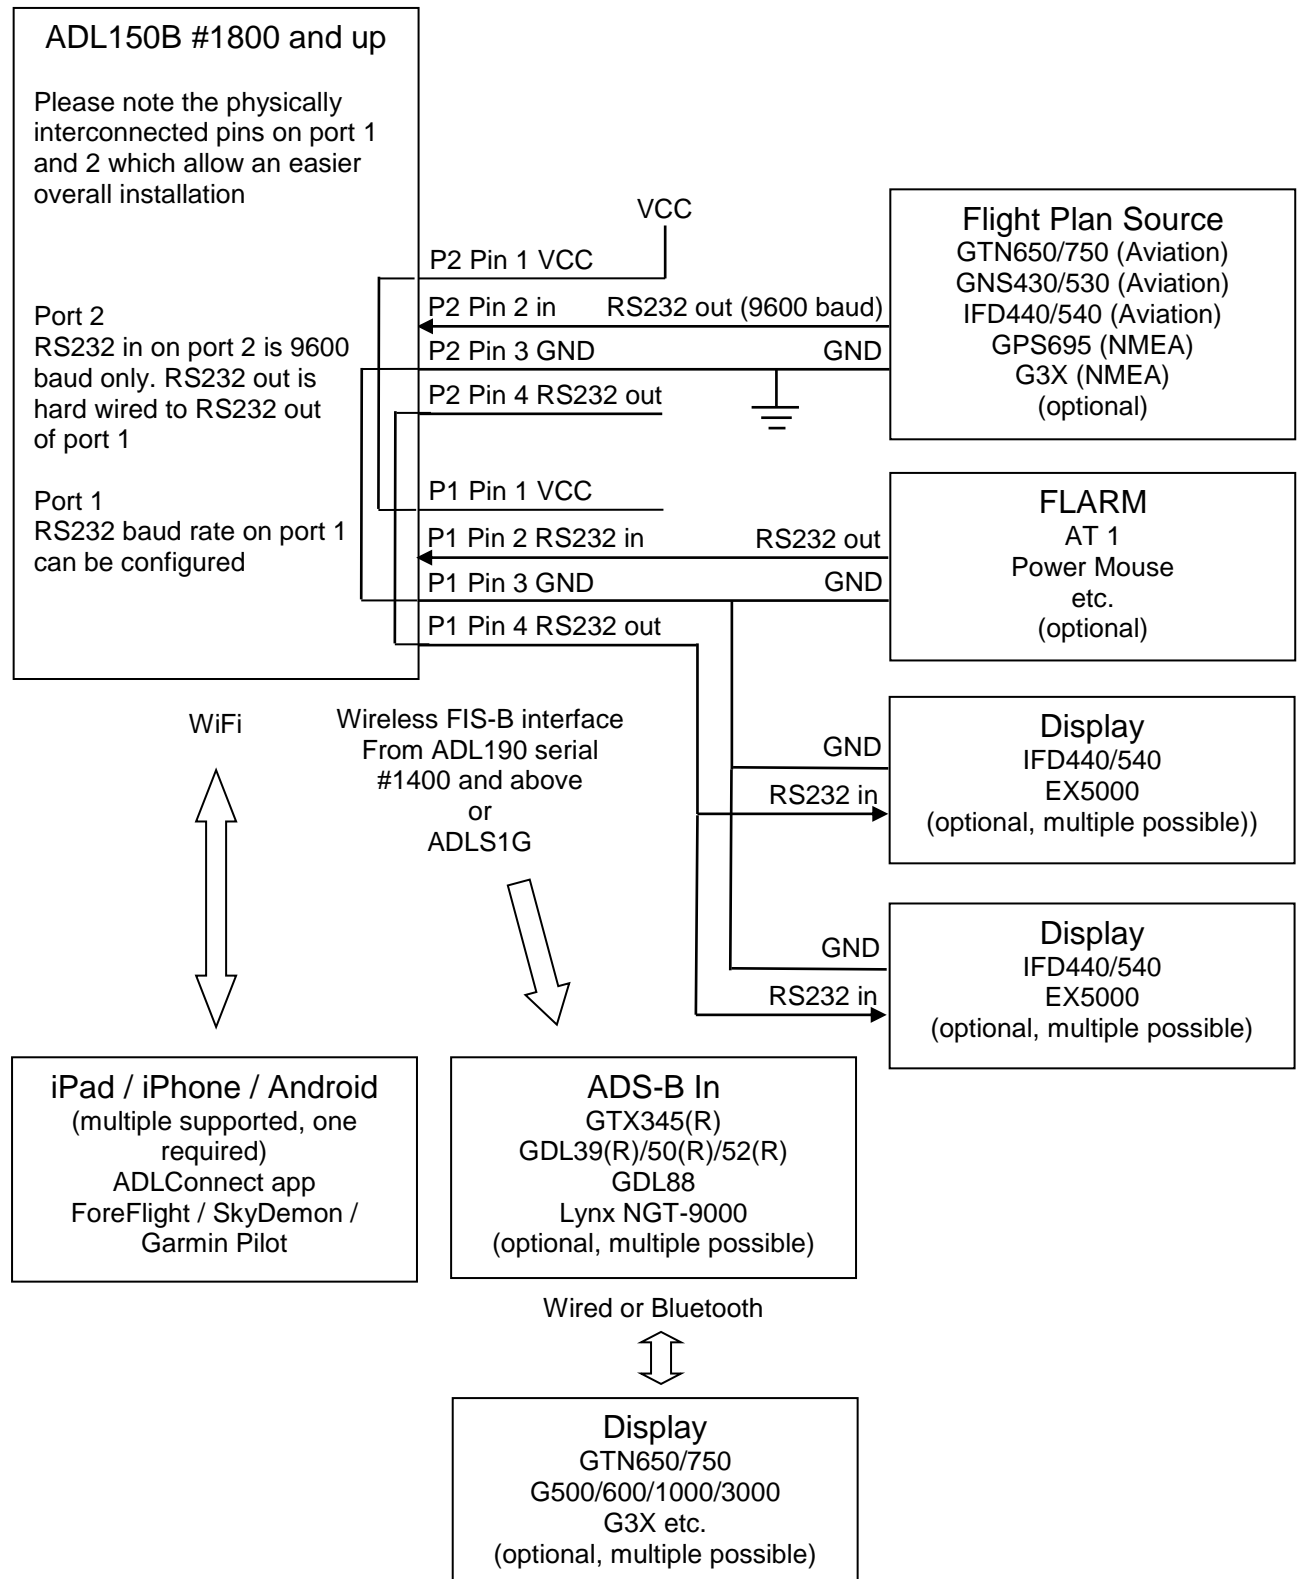 ADL150B #1800 and up
Please note the physically
interconnected pins on port 1
and 2 which allow an easier
overall installation
Port 2
RS232 in on port 2 is 9600
baud only. RS232 out is
hard wired to RS232 out
of port 1
Port 1
RS232 baud rate on port 1
can be configured
VCC
P2 Pin 1 VCC
P2 Pin 2 in
RS232 out (9600 baud)
P2 Pin 3 GND
GND
P2 Pin 4 RS232 out
P1 Pin 1 VCC
P1 Pin 2 RS232 in
RS232 out
P1 Pin 3 GND
GND
P1 Pin 4 RS232 out
Flight Plan Source
GTN650/750 (Aviation)
GNS430/530 (Aviation)
IFD440/540 (Aviation)
GPS695 (NMEA)
G3X (NMEA)
(optional)
FLARM
AT 1
Power Mouse
etc.
(optional)
GND
RS232 in
Display
IFD440/540
EX5000
(optional, multiple possible))
GND
RS232 in
Display
IFD440/540
EX5000
(optional, multiple possible)
WiFi
Wireless FIS-B interface
From ADL190 serial
#1400 and above
or
ADLS1G
iPad / iPhone / Android
(multiple supported, one
required)
ADLConnect app
ForeFlight / SkyDemon /
Garmin Pilot
ADS-B In
GTX345(R)
GDL39(R)/50(R)/52(R)
GDL88
Lynx NGT-9000
(optional, multiple possible)
Wired or Bluetooth
Display
GTN650/750
G500/600/1000/3000
G3X etc.
(optional, multiple possible)